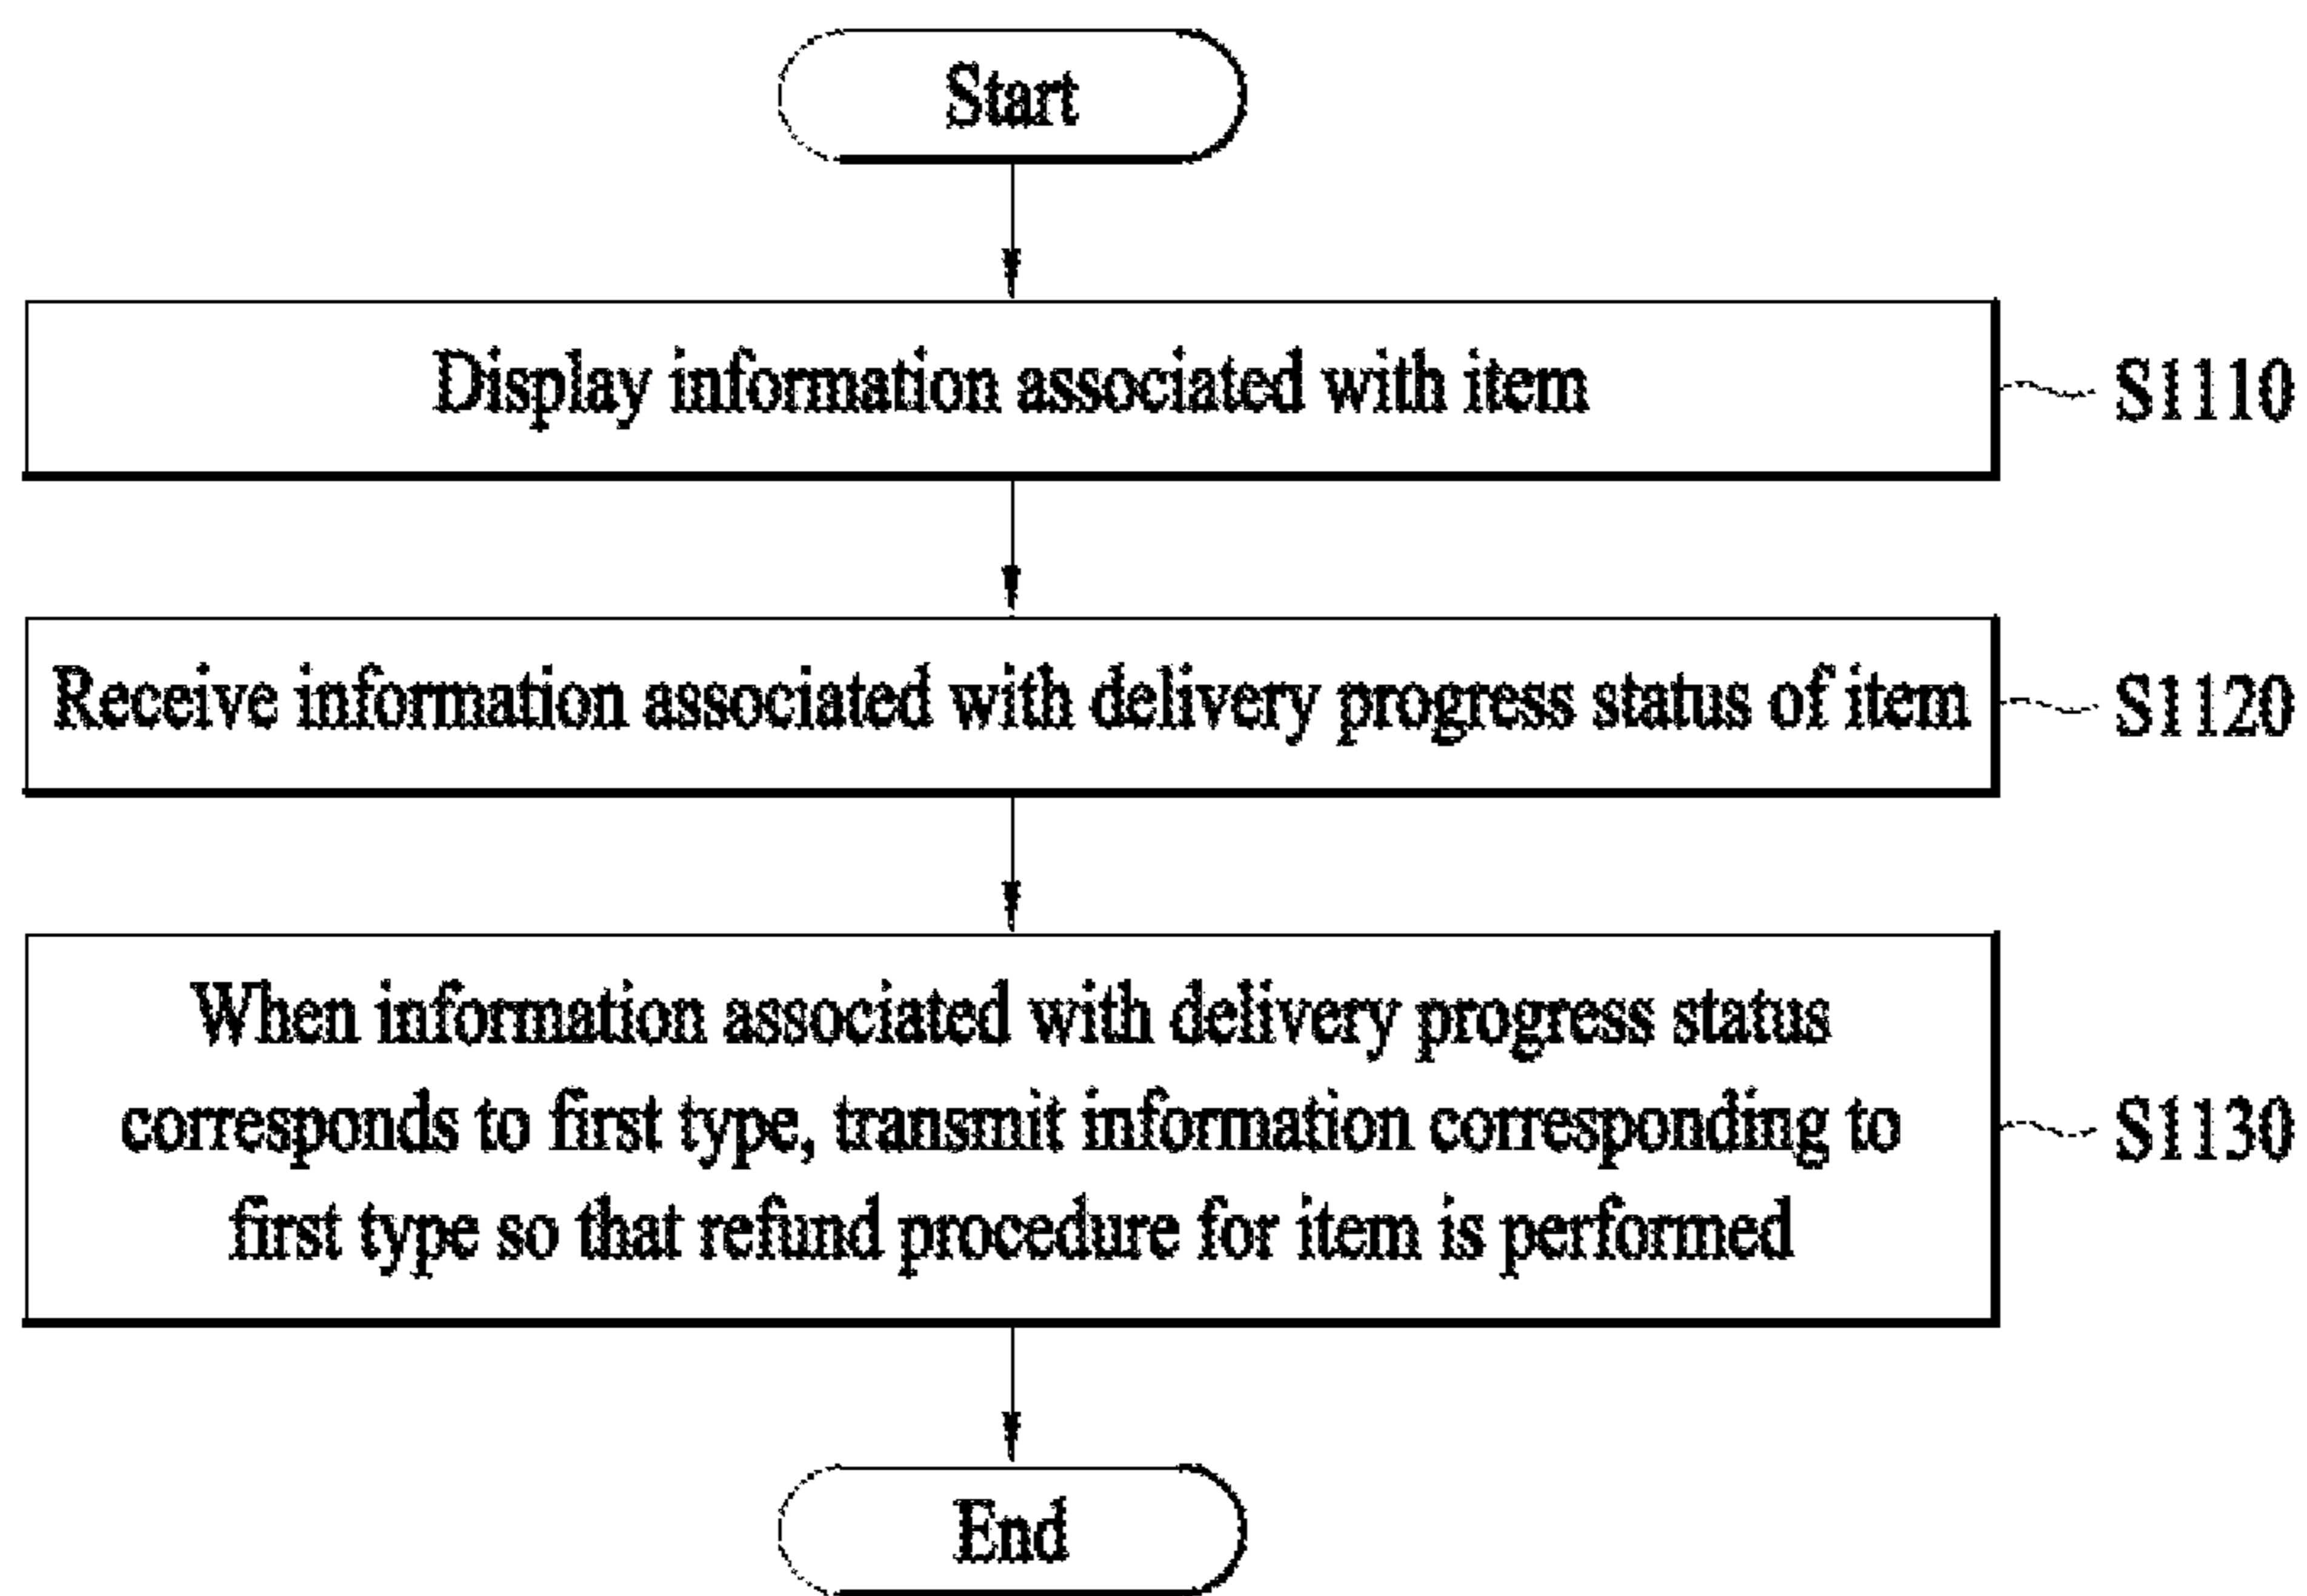 Start
Display information associated with item
S1110
Receive information associated with delivery progress status of item
S1120
When information associated with delivery progress status
corresponds to first type, transmit information corresponding to
first type so that refund procedure for item is performed
S1130
End